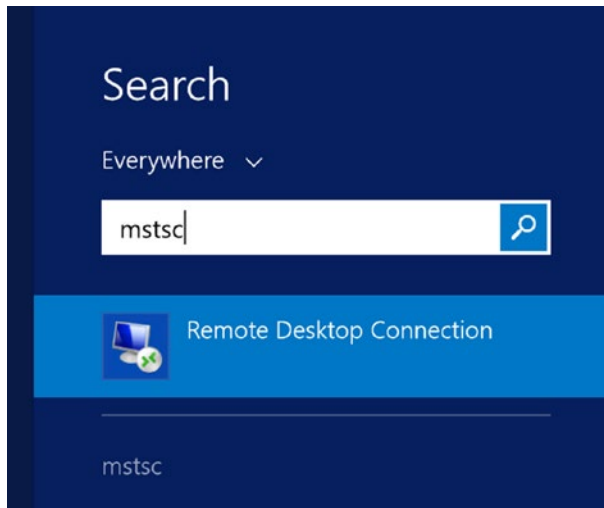 Search
Everywhere
mstsc
Remote Desktop Connection
mstsc